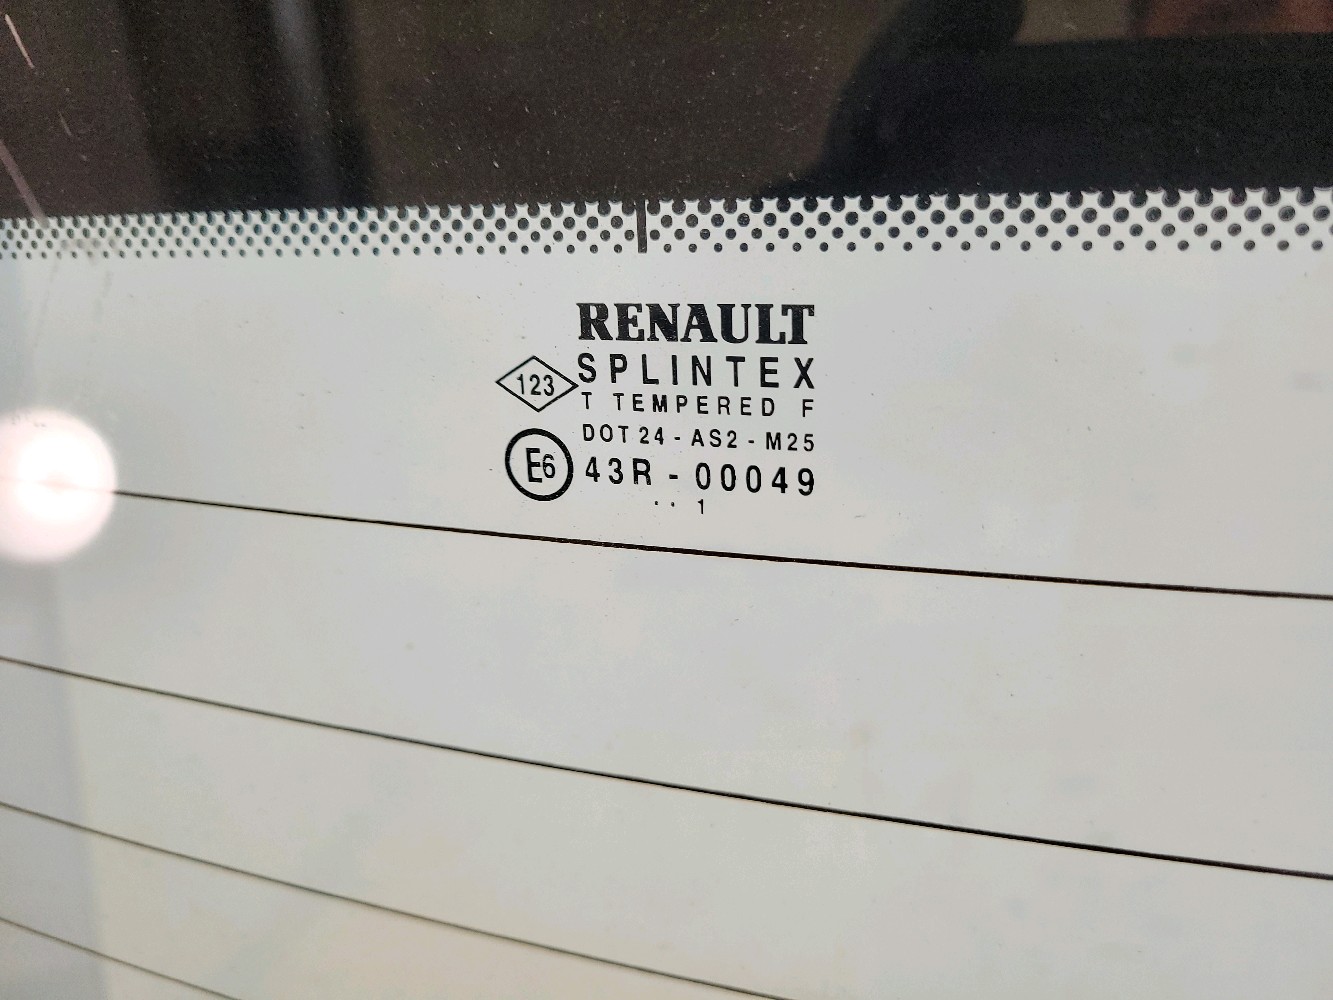 RENAULT
123
SPLINTEX
T TEMPERED F
DOT 24 - AS2 - M25
E6 43R - 00049
. . 1